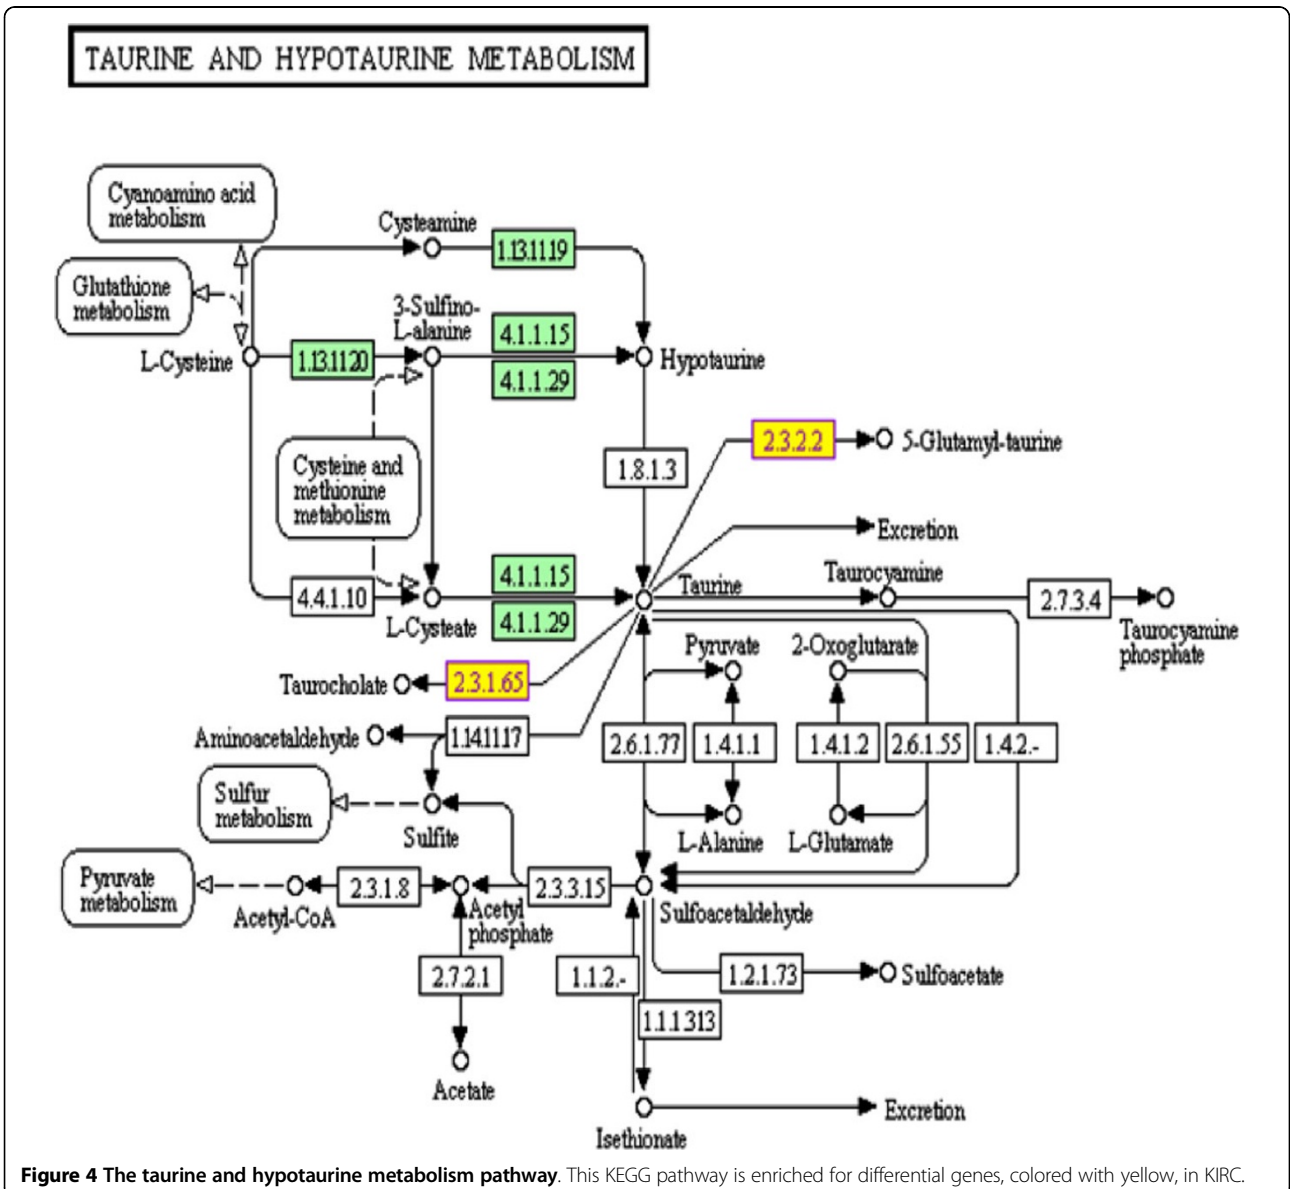 TAURINE AND HYPOTAURINE METABOLISM
Cyanoamino acid
metabolism
Cysteamine
1.13.11.19
Glutathione
metabolism
3-Sulfino-
L-alanine
4.1.1.15
L-Cysteine
1.13.11.20
Hypotaurine
4.1.1.29
2.3.2.2
5-Glutamyl-taurine
Cysteine and
methionine
metabolism
1.8.1.3
Excretion
4.1.1.15
Taurine
Taurocyamine
4.4.1.10
2.7.3.4
L-Cysteate
4.1.1.29
Taurocyamine
phosphate
Pyruvate
2-Oxoglutarate
Taurocholate
2.3.1.65
Aminoacetaldehyde
1.14.11.17
2.6.1.77
1.4.1.1
1.4.1.2
2.6.1.55
1.4.2.-
Sulfur
metabolism
Sulfite
L-Alanine
L-Glutamate
Pyruvate
metabolism
2.3.1.8
2.3.3.15
Acetyl-CoA
Acetyl
phosphate
Sulfoacetaldehyde
2.7.2.1
1.1.2.-
1.2.1.73
Sulfoacetate
1.1.1.313
Acetate
Excretion
Isethionate
Figure 4 The taurine and hypotaurine metabolism pathway. This KEGG pathway is enriched for differential genes, colored with yellow, in KIRC.